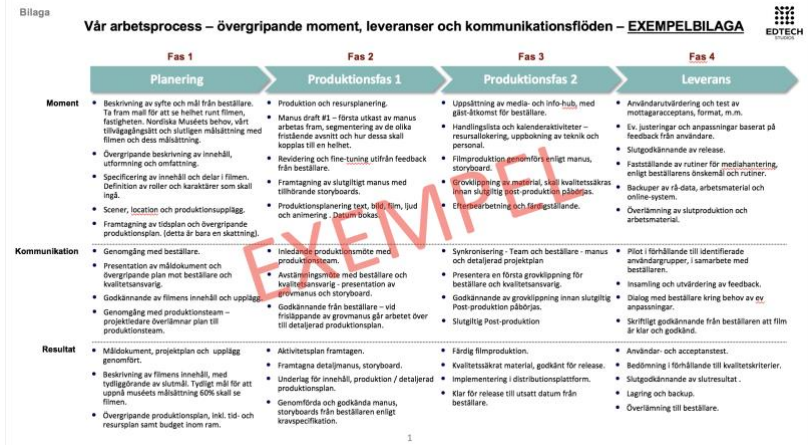 Bilaga
Vår arbetsprocess – övergripande moment, leveranser och kommunikationsflöden – EXEMPELBILAGA
EDTECH
STUDIOS
Fas 1
Fas 2
Fas 3
Fas 4
Planering
Produktionsfas 1
Produktionsfas 2
Leverans
Moment
• Beskrivning av syfte och mål från beställare.
Ta fram mall för att se helhet runt filmen,
fastigheten. Nordiska Muséets behov, vårt
tillvägagångsätt och slutligen målsättning med
filmen och dess målsättning.
• Övergripande beskrivning av innehåll,
utformning och omfattning.
• Specificering av innehåll och delar i filmen.
Definition av roller och karaktärer som skall
ingå.
• Scener, location och produktionsupplägg.
• Framtagning av tidsplan och övergripande
produktionsplan. (detta är bara en skattning).
• Produktion och resursplanering.
• Manus draft #1 – första utkast av manus
arbetas fram, segmentering av de olika
fristående avsnitt och hur dessa skall
kopplas till en helhet.
• Revidering och fine-tuning utifrån feedback
från beställare.
• Framtagning av slutgiltigt manus med
tillhörande storyboards.
• Produktionsplanering text, bild, film, ljud
och animering . Datum bokas.
• Uppsättning av media- och info-hub, med
gäst-åtkomst för beställare.
• Handlingslista och kalenderaktiviteter –
resursallokering, uppbokning av teknik och
personal.
• Filmproduktion genomförs enligt manus,
storyboard.
• Grovklippning av material, skall kvalitetssäkras
innan slutgiltig post-production påbörjas.
• Efterbearbetning och färdigställande.
• Användarutvärdering och test av
mottagaracceptans, format, m.m.
• Ev. justeringar och anpassningar baserat på
feedback från användare.
• Slutgodkännande av release.
• Fastställande av rutiner för mediahantering,
enligt beställarens önskemål och rutiner.
• Backuper av rå-data, arbetsmaterial och
online-system.
• Överlämning av slutproduktion och
arbetsmaterial.
EXEMPEL
Kommunikation
• Genomgång med beställare.
• Presentation av måldokument och
övergripande plan mot beställare och
kvalitetsansvarig.
• Godkännande av filmens innehåll och upplägg.
• Genomgång med produktionsteam –
projektledare överlämnar plan till
produktionsteam.
• Inledande produktionsmöte med
produktionsteam.
• Avstämningsmöte med beställare och
kvalitetsansvarig - presentation av
grovmanus och storyboard.
• Godkännande från beställare – vid
frisläppande av grovmanus går arbetet över
till detaljerad produktionsplan.
• Synkronisering - Team och beställare - manus
och detaljerad projektplan
• Presentera en första grovklippning för
beställare och kvalitetsansvarig.
• Godkännande av grovklippning innan slutgiltig
Post-produktion påbörjas.
• Slutgiltig Post-produktion
• Pilot i förhållande till identifierade
användargrupper, i samarbete med
beställaren.
• Insamling och utvärdering av feedback.
• Dialog med beställare kring behov av ev
anpassningar.
• Skriftligt godkännande från beställaren att film
är klar och godkänd.
Resultat
• Måldokument, projektplan och upplägg
genomfört.
• Beskrivning av filmens innehåll, med
tydliggörande av slutmål. Tydligt mål för att
uppnå muséets målsättning 60% skall se
filmen.
• Övergripande produktionsplan, inkl. tid- och
resursplan samt budget inom ram.
• Aktivitetsplan framtagen.
• Framtagna detaljmanus, storyboard.
• Underlag för innehåll, produktion / detaljerad
produktionsplan.
• Genomförda och godkända manus,
storyboards från beställaren enligt
kravspecifikation.
• Färdig filmproduktion.
• Kvalitetssäkrat material, godkänt för release.
• Implementering i distributionsplattform.
• Klar för release till utsatt datum från
beställare.
• Användar- och acceptanstest.
• Bedömning i förhållande till kvalitetskriterier.
• Slutgodkännande av slutresultat .
• Lagring och backup.
• Överlämning till beställare.
1